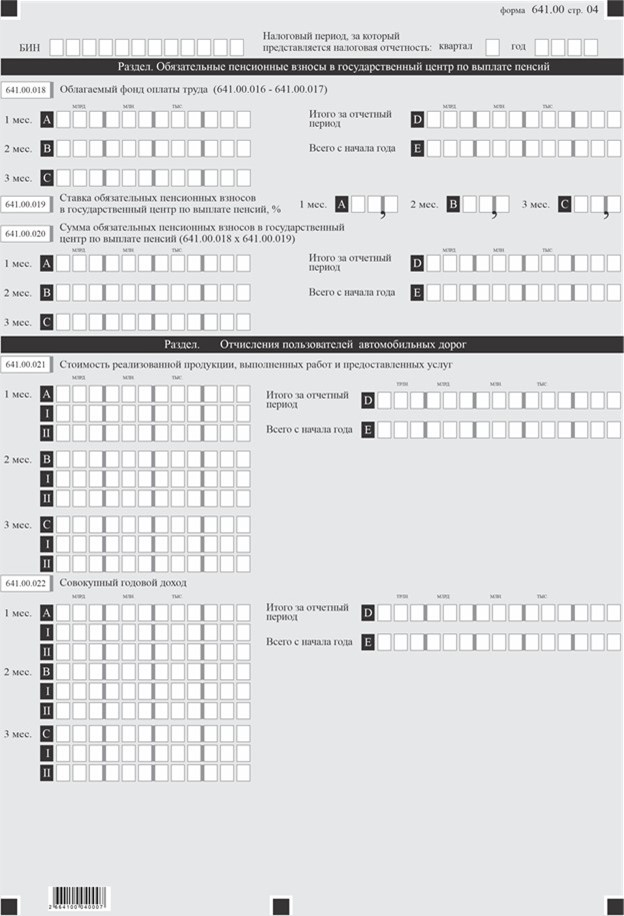 форма 641.00 стр. 04
Налоговый период, за который
БИН представляется налоговая отчетность: квартал год
Раздел. Обязательные пенсионные взносы в государственный центр по выплате пенсий
641.00.018 Облагаемый фонд оплаты труда (641.00.016 - 641.00.017)
МЛРД МЛН ТЫС МЛРД МЛН ТЫС
1 мес. A Итого за отчетный период D
2 мес. B Всего с начала года E
3 мес. C
641.00.019 Ставка обязательных пенсионных взносов
в государственный центр по выплате пенсий, % 1 мес. A , 2 мес. B , 3 мес. C ,
641.00.020 Сумма обязательных пенсионных взносов в государственный
центр по выплате пенсий (641.00.018 x 641.00.019)
МЛРД МЛН ТЫС МЛРД МЛН ТЫС
1 мес. A Итого за отчетный период D
2 мес. B Всего с начала года E
3 мес. C
Раздел. Отчисления пользователей автомобильных дорог
641.00.021 Стоимость реализованной продукции, выполненных работ и предоставленных услуг
МЛРД МЛН ТЫС ТРЛН МЛРД МЛН ТЫС
1 мес. A Итого за отчетный период D
I
II Всего с начала года E
2 мес. B
I
II
3 мес. C
I
II
641.00.022 Совокупный годовой доход
МЛРД МЛН ТЫС ТРЛН МЛРД МЛН ТЫС
1 мес. A Итого за отчетный период D
I
II Всего с начала года E
2 мес. B
I
II
3 мес. C
I
II
2664100040007